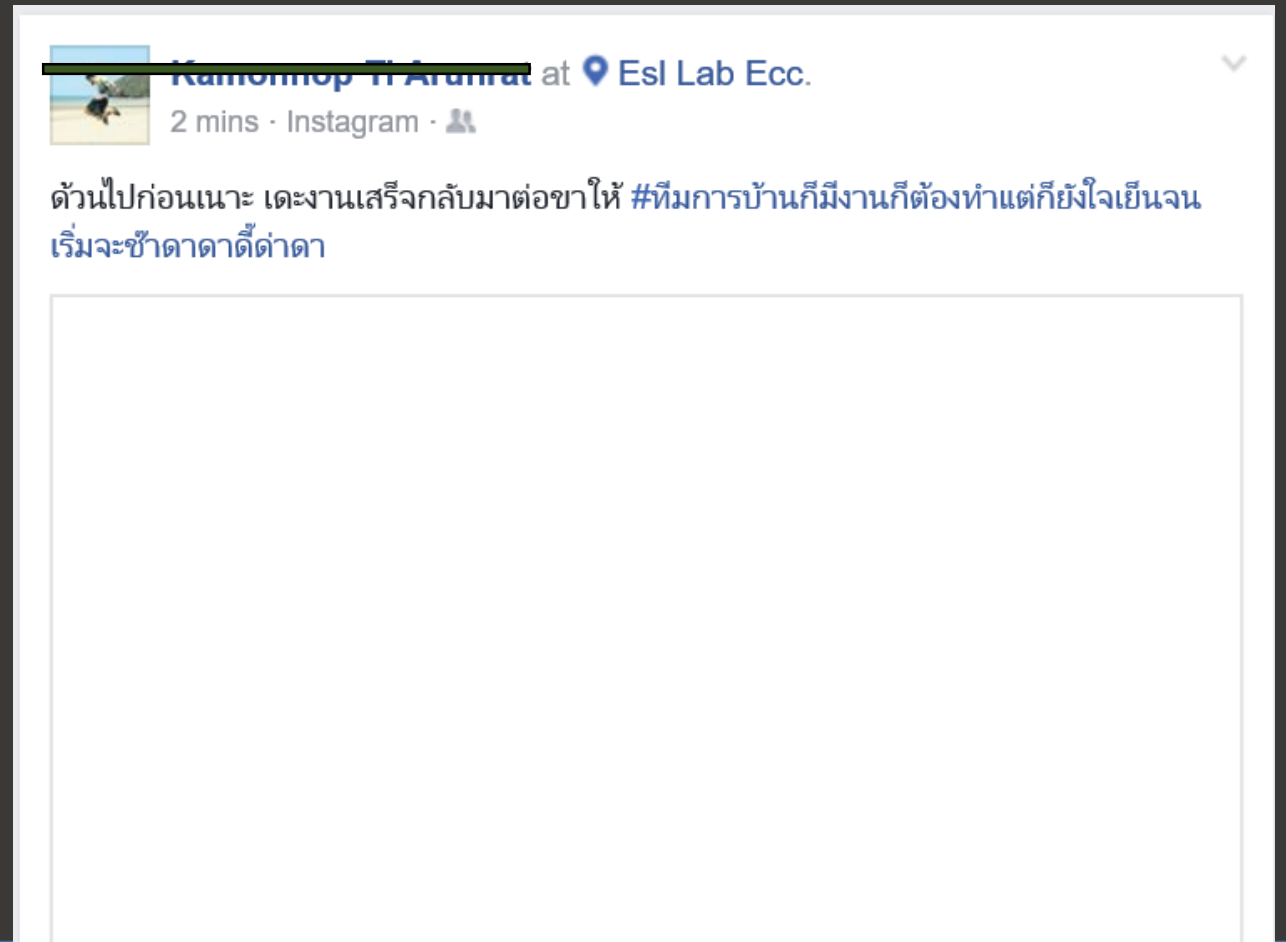 at Esl Lab Ecc.
2 mins · Instagram ·
ด้วนไปก่อนเนาะ เดะงานเสร็จกลับมาต่อขาให้ #ทีมการบ้านก็มีงานก็ต้องทำแต่ก็ยังใจเย็นจน
เริ่มจะช๊าดาดาดี๊ด่าดา